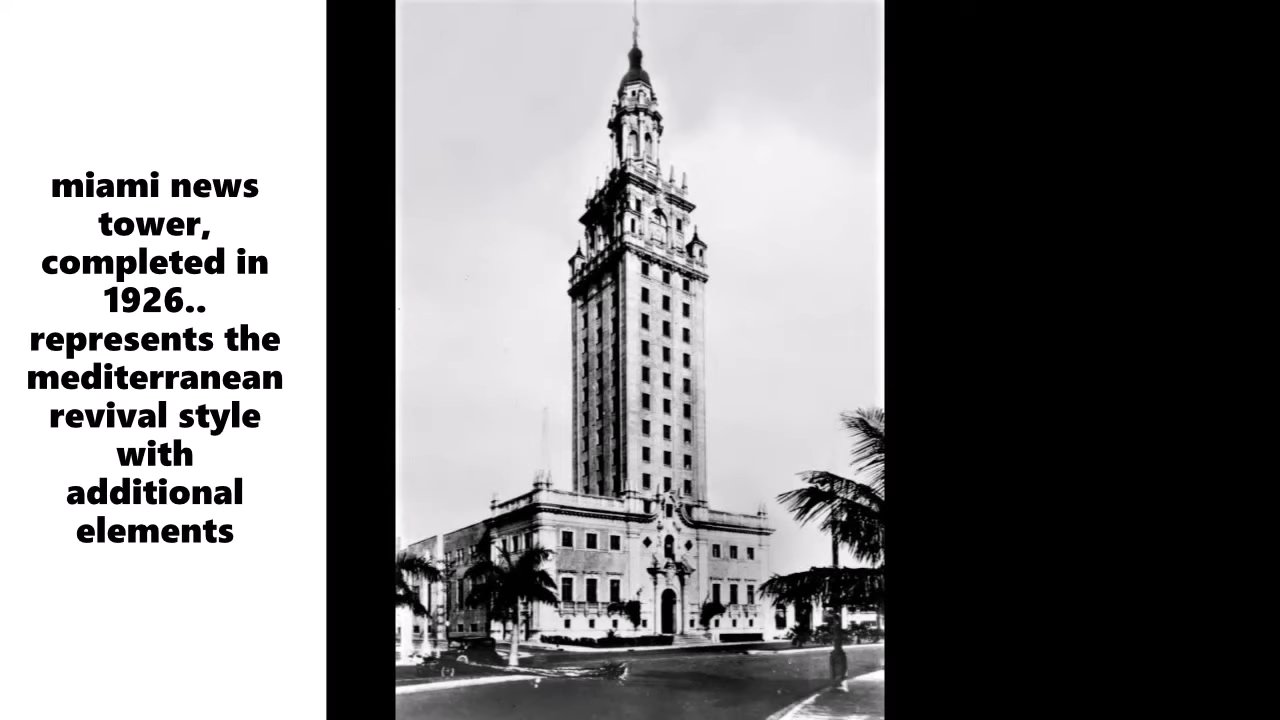 miami news
tower,
completed in
1926..
represents the
mediterranean
revival style
with
additional
elements